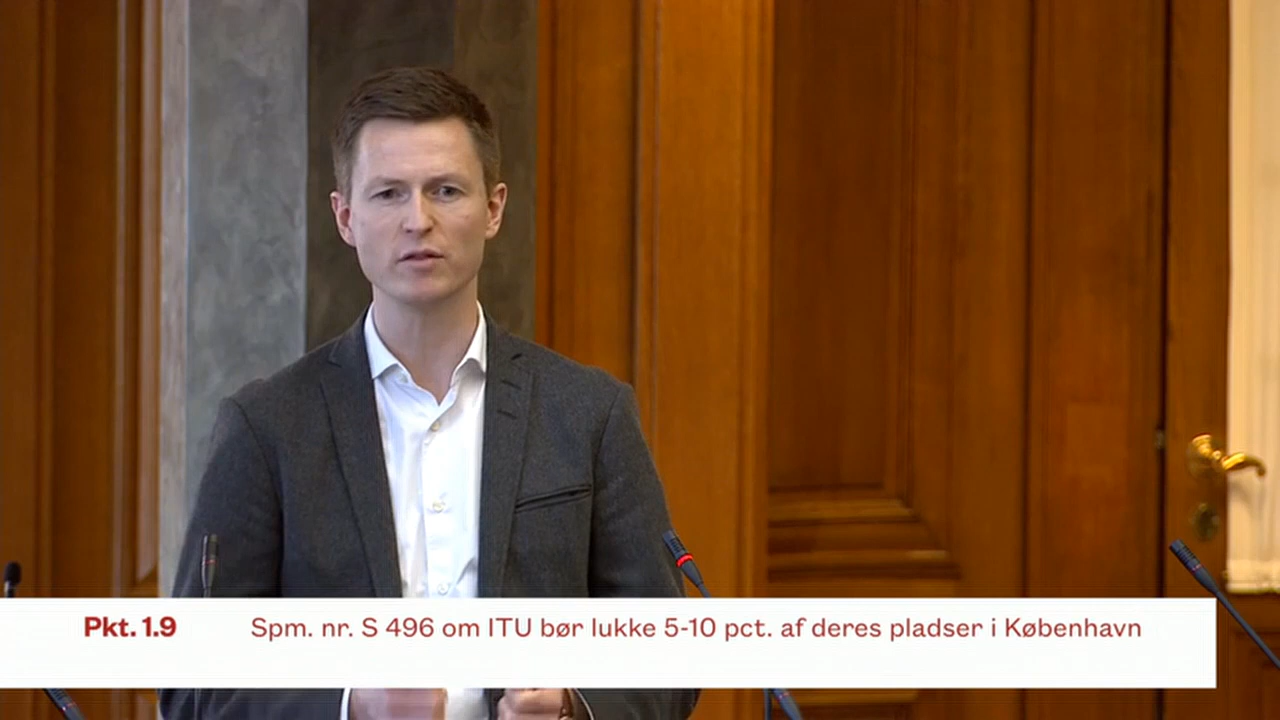 Pkt. 1.9 Spm. nr. S 496 om ITU bør lukke 5-10 pct. af deres pladser i København